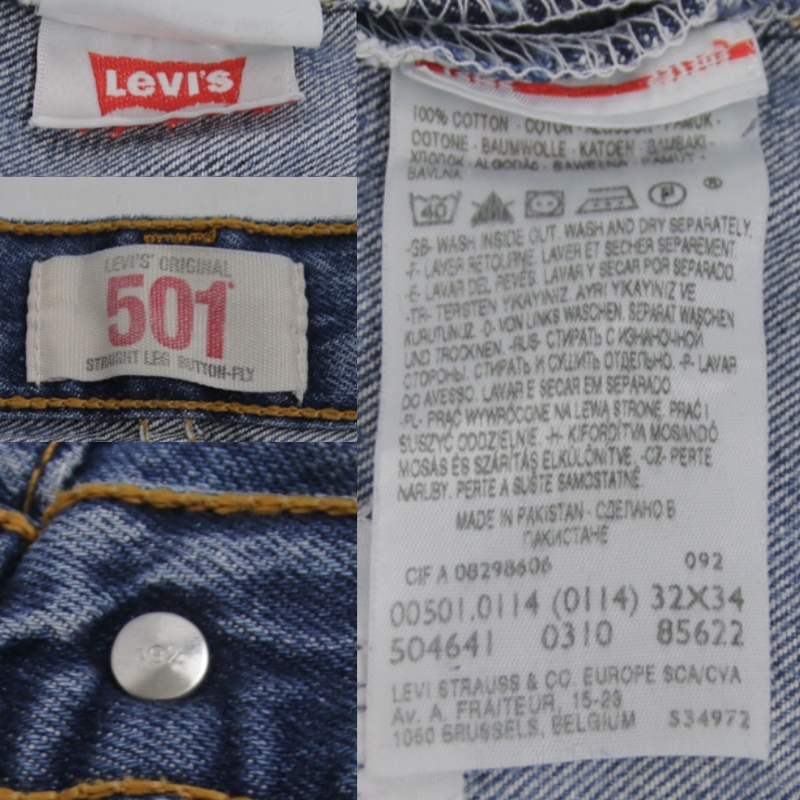 LEVI'S
LEVI'S ORIGINAL
501
STRAIGHT LEG BUTTON-FLY
192
100% COTTON · COTON · ALGODON · PAMUK ·
COTONE · BAUMWOLLE · KATOEN · BAMBAKI ·
ХЛОПОК ALGODÃO · BAWEŁNA · PAMUT ·
BAVLNA
40 P ®
-GB- WASH INSIDE OUT. WASH AND DRY SEPARATELY.
-F- LAVER RETOURNE. LAVER ET SECHER SEPAREMENT.
-E- LAVAR DEL REVÉS. LAVAR Y SECAR POR SEPARADO.
-TR- TERSTEN YIKAYINIZ. AYRI YIKAYINIZ VE
KURUTUNUZ -D- VON LINKS WASCHEN. SEPARAT WASCHEN
UND TROCKNEN. -RUS- СТИРАТЬ С ИЗНАНОЧНОЙ
СТОРОНЫ. СТИРАТЬ И СУШИТЬ ОТДЕЛЬНО. -P- LAVAR
DO AVESSO. LAVAR E SECAR EM SEPARADO.
-PL- PRAĆ WYWRÓCONE NA LEWA STRONE. PRAĆ I
SUSZYĆ ODDZIELNIE. -H- KIFORDÍTVA MOSANDÓ
MOSÁS ÉS SZÁRÍTÁS ELKÜLÖNÍTVE. -CZ- PERTE
NARUBY. PERTE A SUŠTE SAMOSTATNĚ.
MADE IN PAKISTAN · СДЕЛАНО В
ПАКИСТАНЕ
CIF A 08298606 092
00501.0114 (0114) 32X34
504641 0310 85622
LEVI STRAUSS & CO. EUROPE SCA/CVA
Av. A. FRAITEUR, 15-23
1050 BRUSSELS, BELGIUM S34972